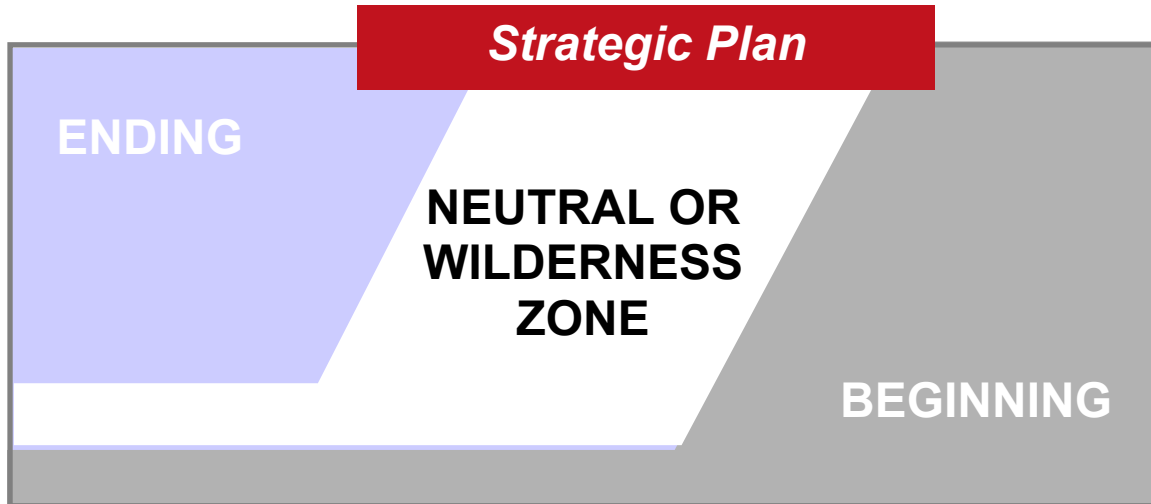 Strategic Plan
ENDING
NEUTRAL OR
WILDERNESS
ZONE
BEGINNING